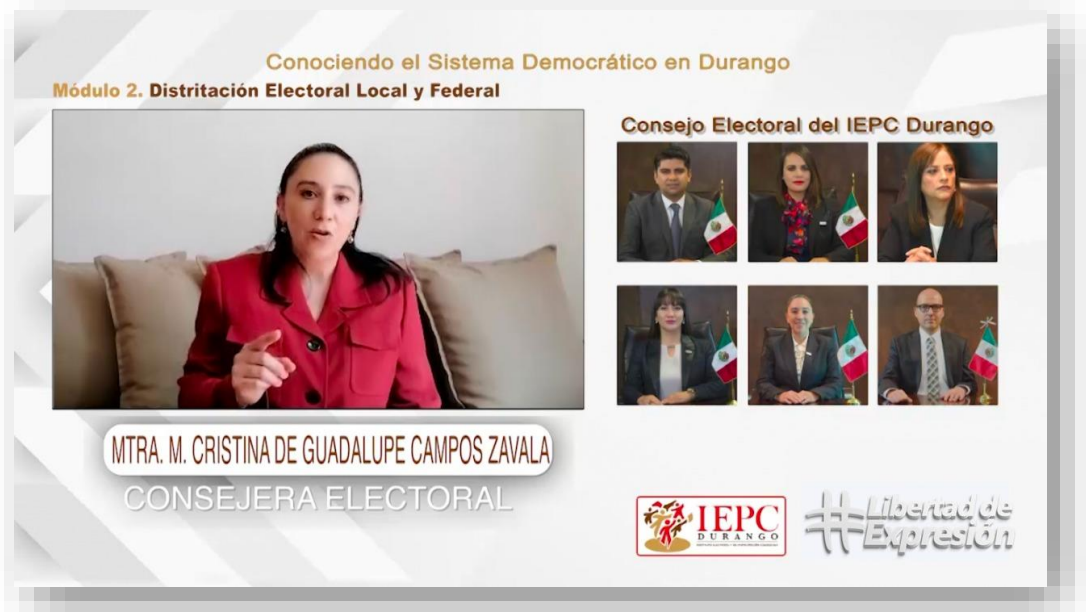 Conociendo el Sistema Democrático en Durango
Módulo 2. Distritación Electoral Local y Federal
Consejo Electoral del IEPC Durango
MTRA. M. CRISTINA DE GUADALUPE CAMPOS ZAVALA
CONSEJERA ELECTORAL
IEPC
DURANGO
#Libertad de
Expresión